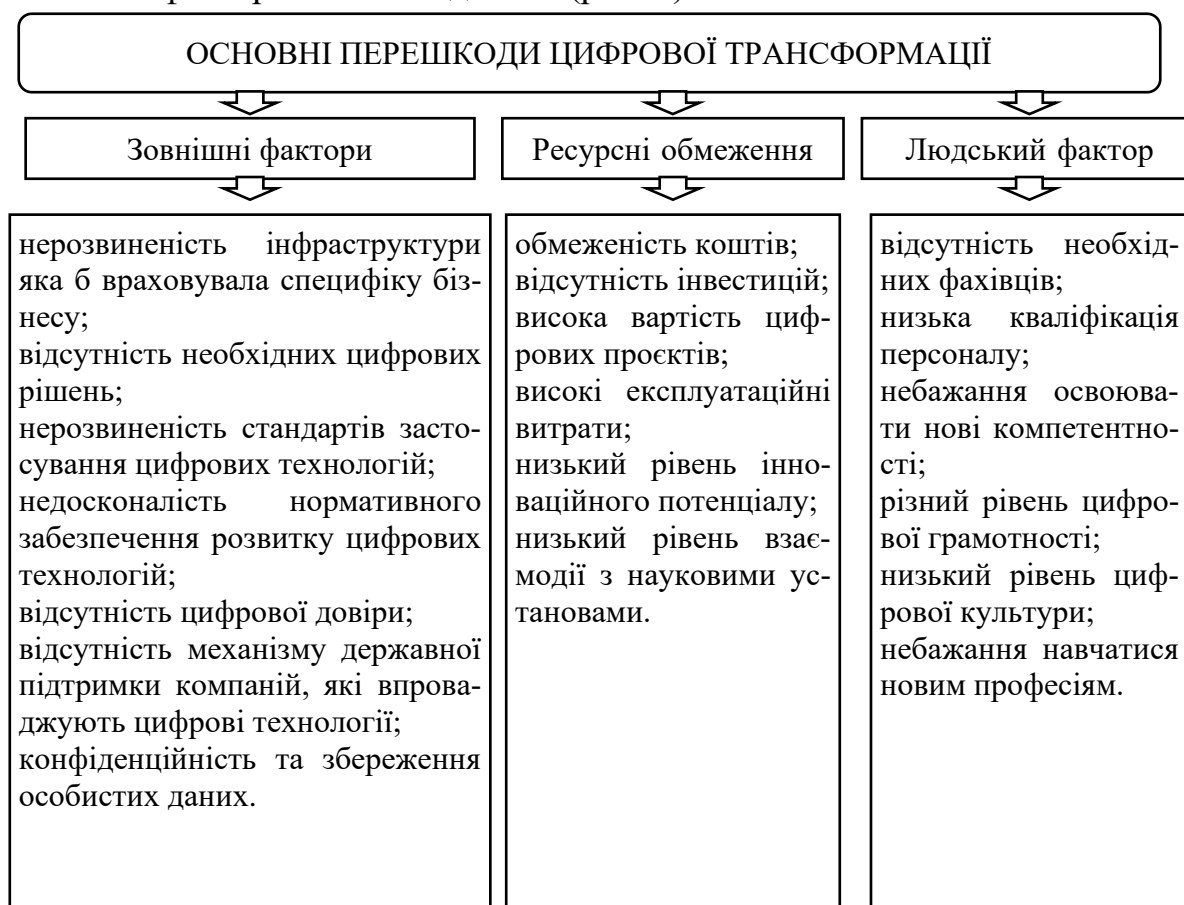 ОСНОВНІ ПЕРЕШКОДИ ЦИФРОВОЇ ТРАНСФОРМАЦІЇ
Зовнішні фактори
Ресурсні обмеження
Людський фактор
нерозвиненість інфраструктури
яка б враховувала специфіку біз-
несу;
відсутність необхідних цифрових
рішень;
нерозвиненість стандартів засто-
сування цифрових технологій;
недосконалість нормативного
забезпечення розвитку цифрових
технологій;
відсутність цифрової довіри;
відсутність механізму державної
підтримки компаній, які впрова-
джують цифрові технології;
конфіденційність та збереження
особистих даних.
обмеженість коштів;
відсутність інвестицій;
висока вартість циф-
рових проєктів;
високі експлуатаційні
витрати;
низький рівень інно-
ваційного потенціалу;
низький рівень взає-
модії з науковими ус-
тановами.
відсутність необхід-
них фахівців;
низька кваліфікація
персоналу;
небажання освоюва-
ти нові компетентно-
сті;
різний рівень цифро-
вої грамотності;
низький рівень циф-
рової культури;
небажання навчатися
новим професіям.